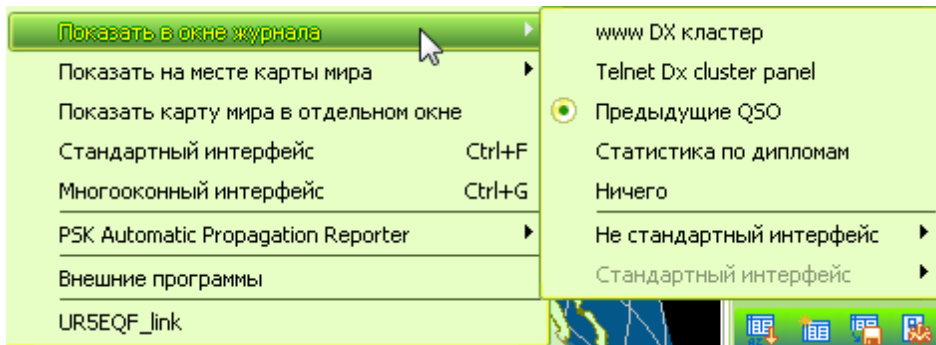 Показать в окне журнала
Показать на месте карты мира
Показать карту мира в отдельном окне
Стандартный интерфейс Ctrl+F
Многооконный интерфейс Ctrl+G
PSK Automatic Propagation Reporter
Внешние программы
UR5EQF_link
www DX кластер
Telnet Dx cluster panel
Предыдущие QSO
Статистика по дипломам
Ничего
Не стандартный интерфейс
Стандартный интерфейс